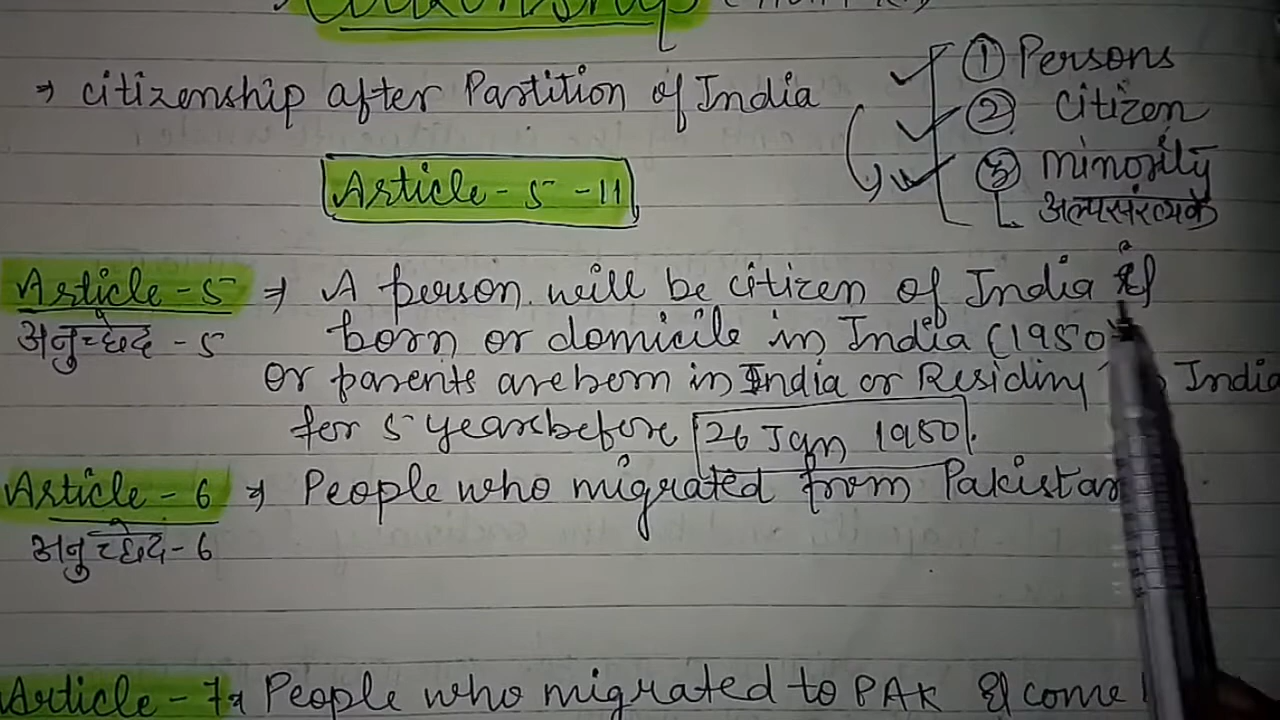 Citizenship
⇒ citizenship after Partition of India
① Persons
② citizen
③ minority
अल्पसंख्यक
Article - 5 - 11
Article - 5 ⇒ A person will be citizen of India if
अनुच्छेद - 5 born or domicile in India (1950)
or parents are born in India or Residing India
for 5 year before 26 Jan 1950.
Article - 6 ⇒ People who migrated from Pakistan
अनुच्छेद - 6
Article - 7 ⇒ People who migrated to PAK & come